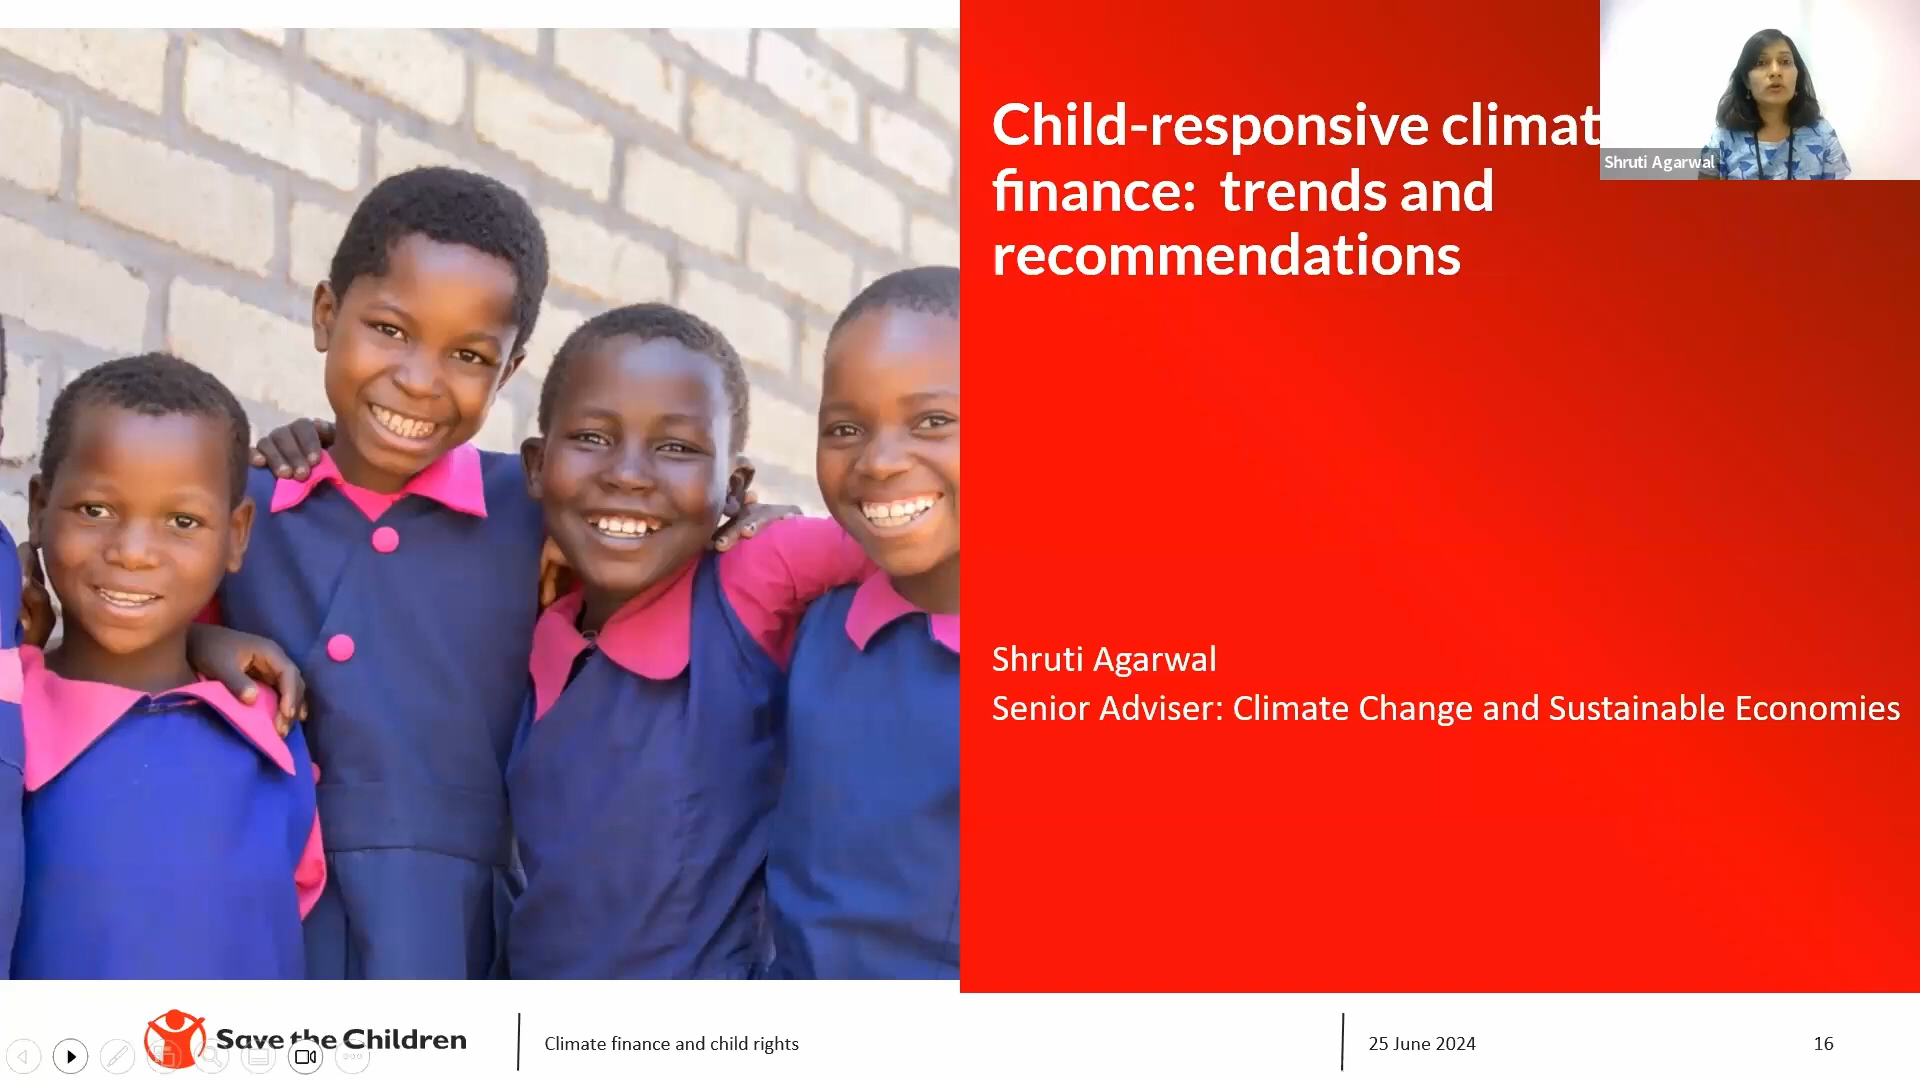 Child-responsive climat
finance: trends and
recommendations
Shruti Agarwal
Shruti Agarwal
Senior Adviser: Climate Change and Sustainable Economies
Save the Children
Climate finance and child rights
25 June 2024
16